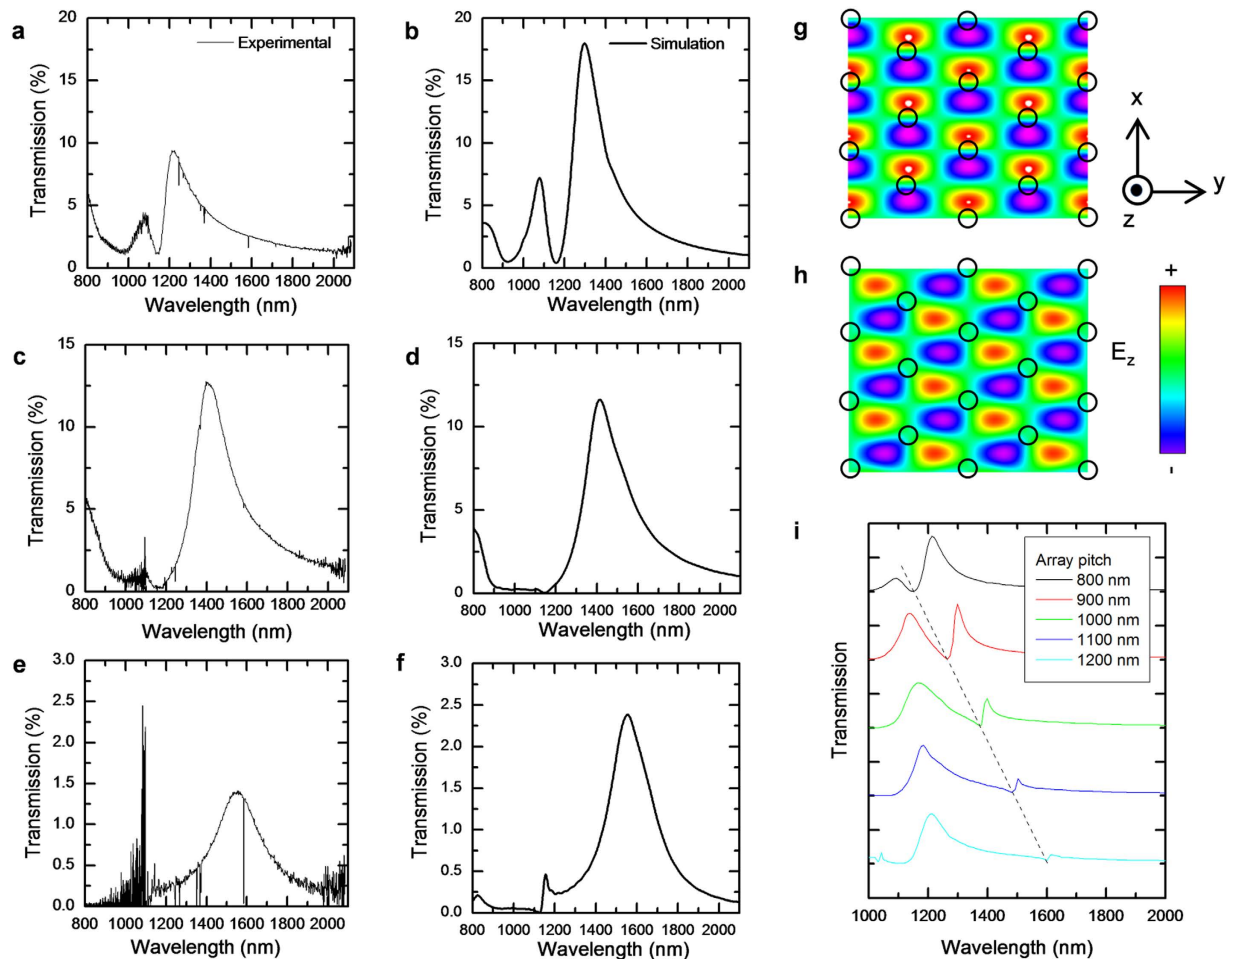 a
Experimental
Transmission (%)
20
15
10
5
0
800 1000 1200 1400 1600 1800 2000
Wavelength (nm)
b
Simulation
Transmission (%)
20
15
10
5
0
800 1000 1200 1400 1600 1800 2000
Wavelength (nm)
c
Transmission (%)
15
10
5
0
800 1000 1200 1400 1600 1800 2000
Wavelength (nm)
d
Transmission (%)
15
10
5
0
800 1000 1200 1400 1600 1800 2000
Wavelength (nm)
e
Transmission (%)
3.0
2.5
2.0
1.5
1.0
0.5
0.0
800 1000 1200 1400 1600 1800 2000
Wavelength (nm)
f
Transmission (%)
3.0
2.5
2.0
1.5
1.0
0.5
0.0
800 1000 1200 1400 1600 1800 2000
Wavelength (nm)
g
x
y
z
h
+
Ez
-
i
Array pitch
800 nm
900 nm
1000 nm
1100 nm
1200 nm
Transmission
1000 1200 1400 1600 1800 2000
Wavelength (nm)